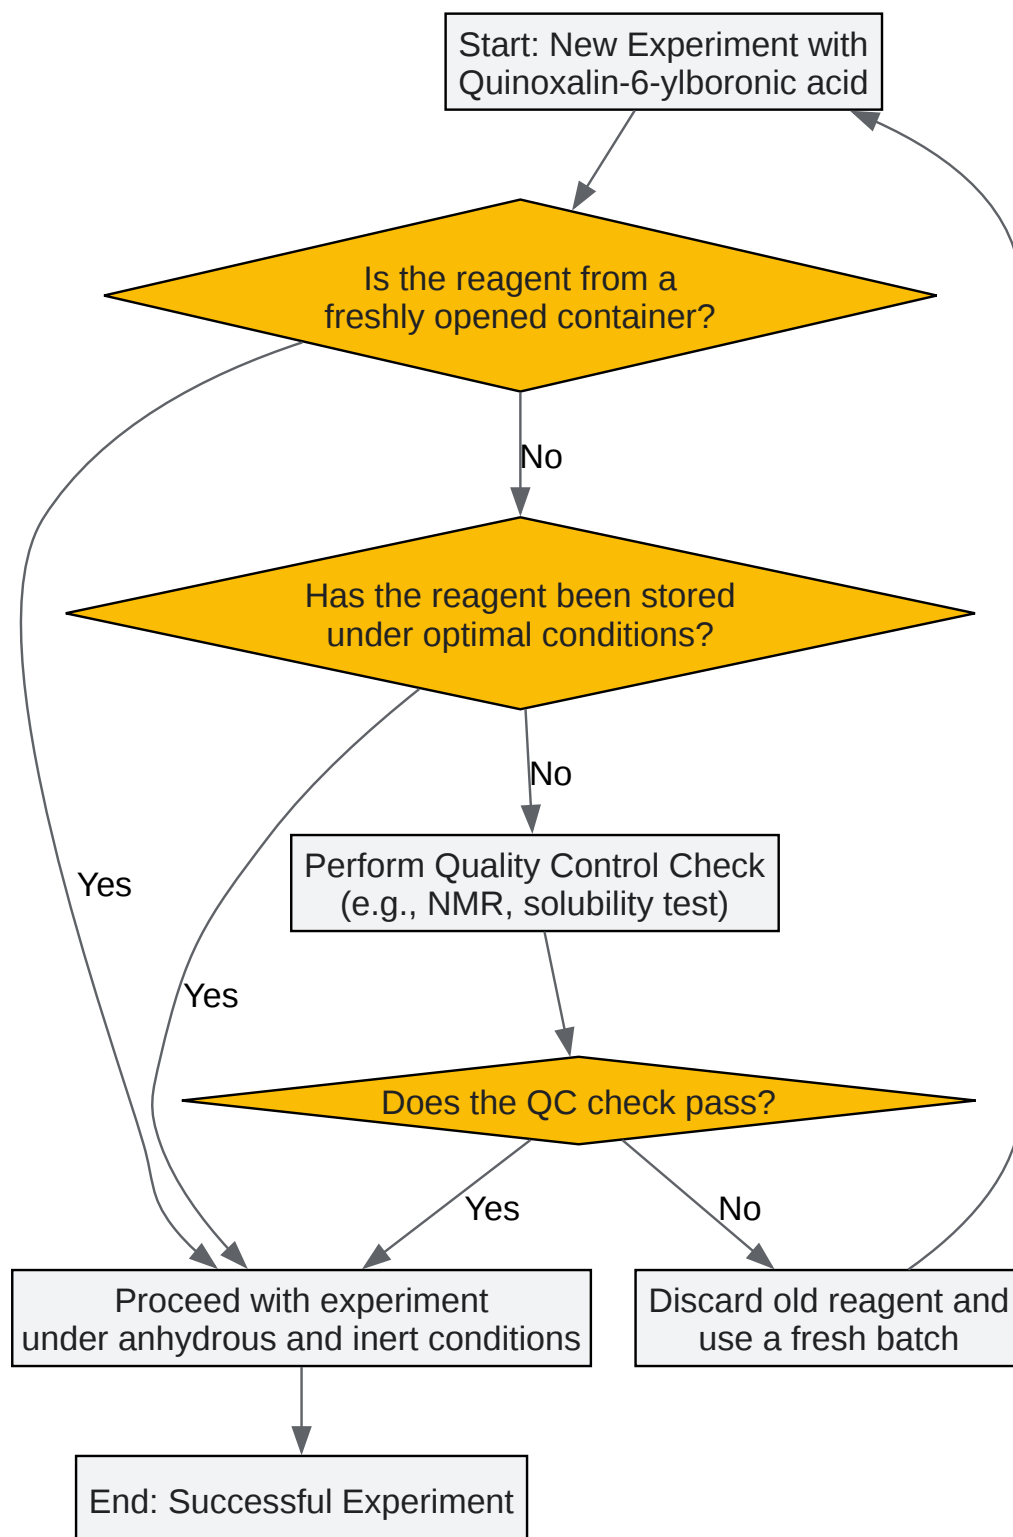 Start: New Experiment with
Quinoxalin-6-ylboronic acid
Is the reagent from a
freshly opened container?
No
Has the reagent been stored
under optimal conditions?
No
Perform Quality Control Check
(e.g., NMR, solubility test)
Yes
Yes
Does the QC check pass?
Yes
No
Proceed with experiment
under anhydrous and inert conditions
Discard old reagent and
use a fresh batch
End: Successful Experiment